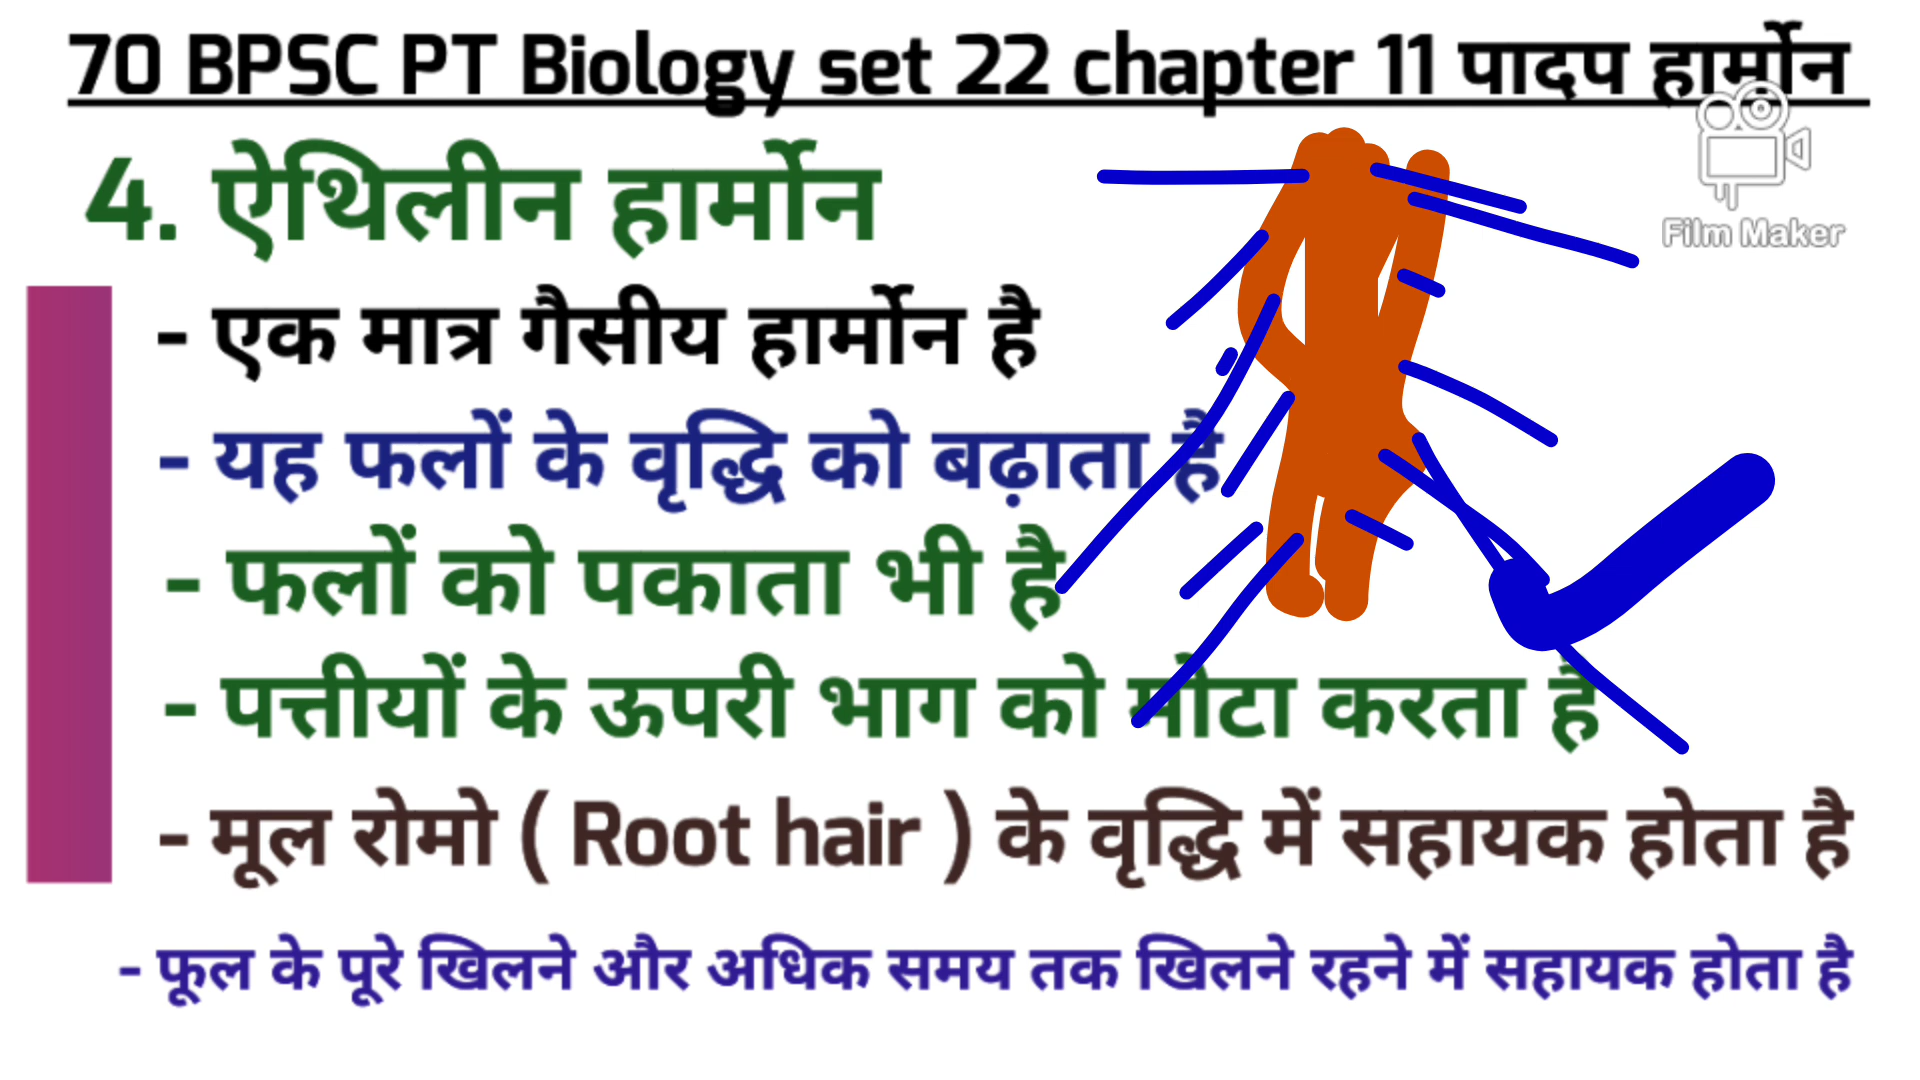 70 BPSC PT Biology set 22 chapter 11 पादप हार्मोन
Film Maker
4. ऐथिलीन हार्मोन
- एक मात्र गैसीय हार्मोन है
- यह फलों के वृद्धि को बढ़ाता है
- फलों को पकाता भी है
- पत्तीयों के ऊपरी भाग को मोटा करता है
- मूल रोमो ( Root hair ) के वृद्धि में सहायक होता है
- फूल के पूरे खिलने और अधिक समय तक खिलने रहने में सहायक होता है